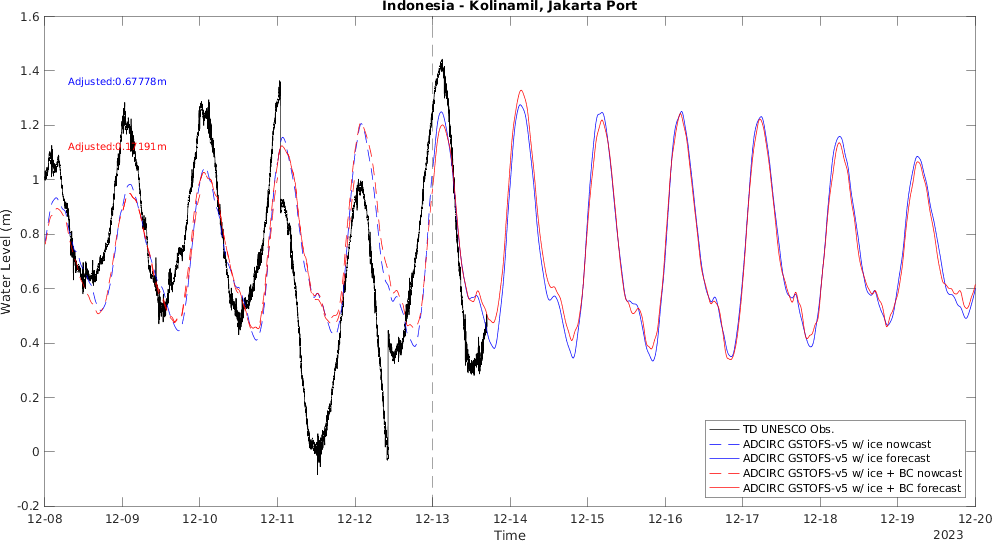 Indonesia - Kolinamil, Jakarta Port
1.6
1.4
1.2
1
0.8
0.6
0.4
0.2
0
-0.2
Water Level (m)
Adjusted:0.67778m
Adjusted:0.17191m
TD UNESCO Obs.
ADCIRC GSTOFS-v5 w/ ice nowcast
ADCIRC GSTOFS-v5 w/ ice forecast
ADCIRC GSTOFS-v5 w/ ice + BC nowcast
ADCIRC GSTOFS-v5 w/ ice + BC forecast
12-08 12-09 12-10 12-11 12-12 12-13 12-14 12-15 12-16 12-17 12-18 12-19 12-20
Time
2023